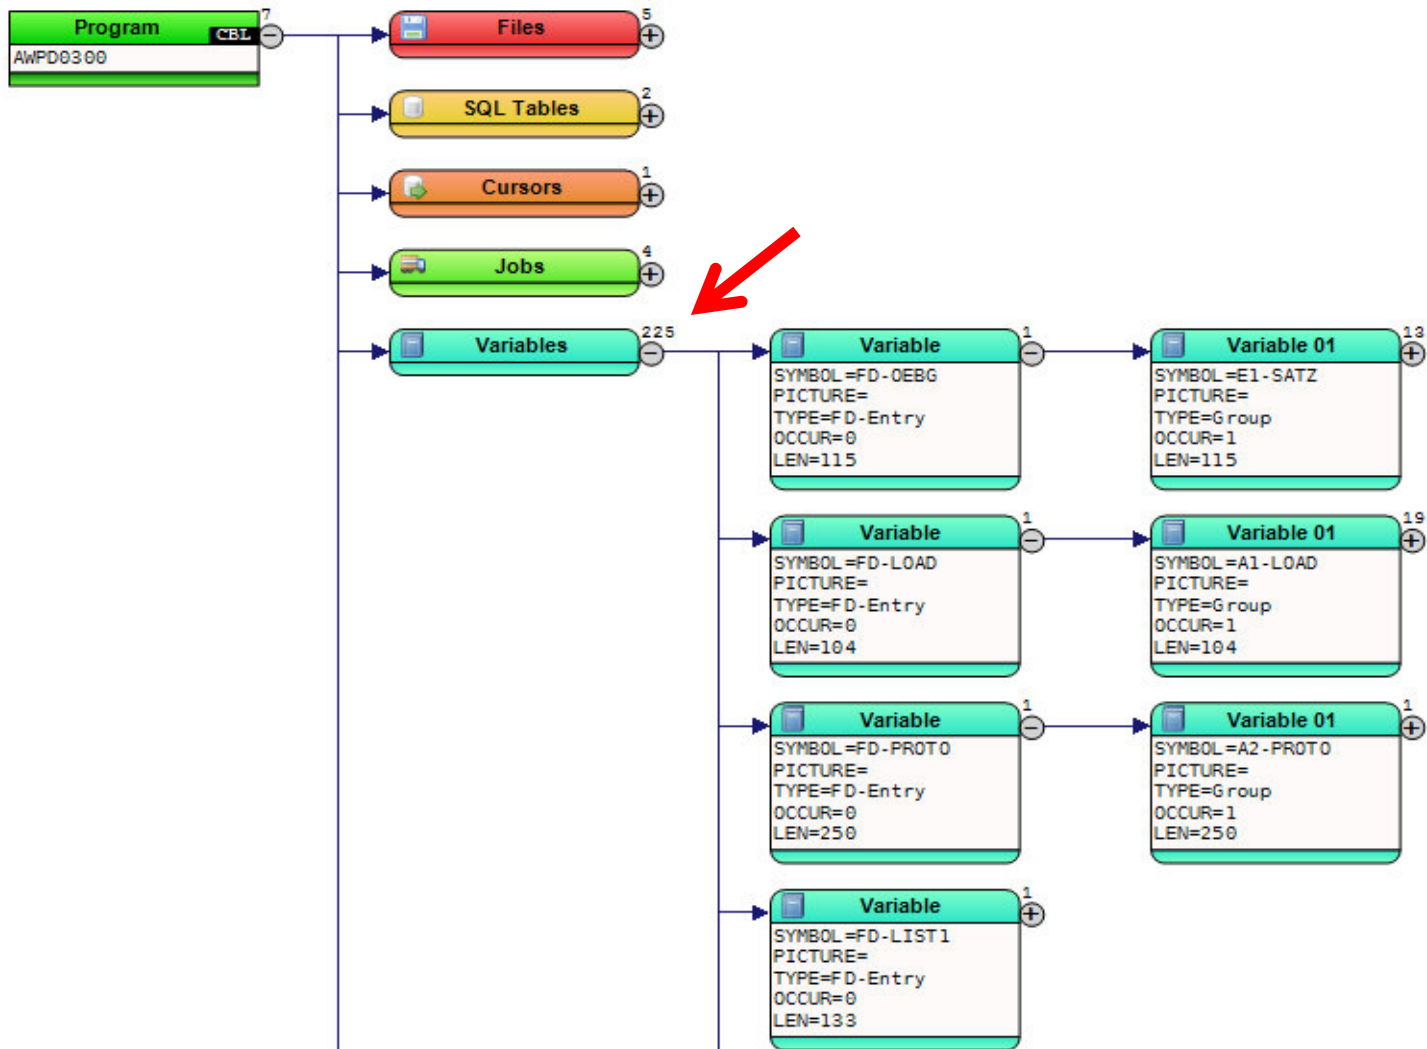 Program
CBL
7
AWPD0300
Files
5
SQL Tables
2
Cursors
1
Jobs
4
Variables
225
Variable
1
SYMBOL=FD-OEBG
PICTURE=
TYPE=FD-Entry
OCCUR=0
LEN=115
Variable 01
13
SYMBOL=E1-SATZ
PICTURE=
TYPE=Group
OCCUR=1
LEN=115
Variable
1
SYMBOL=FD-LOAD
PICTURE=
TYPE=FD-Entry
OCCUR=0
LEN=104
Variable 01
19
SYMBOL=A1-LOAD
PICTURE=
TYPE=Group
OCCUR=1
LEN=104
Variable
1
SYMBOL=FD-PROTO
PICTURE=
TYPE=FD-Entry
OCCUR=0
LEN=250
Variable 01
1
SYMBOL=A2-PROTO
PICTURE=
TYPE=Group
OCCUR=1
LEN=250
Variable
1
SYMBOL=FD-LIST1
PICTURE=
TYPE=FD-Entry
OCCUR=0
LEN=133